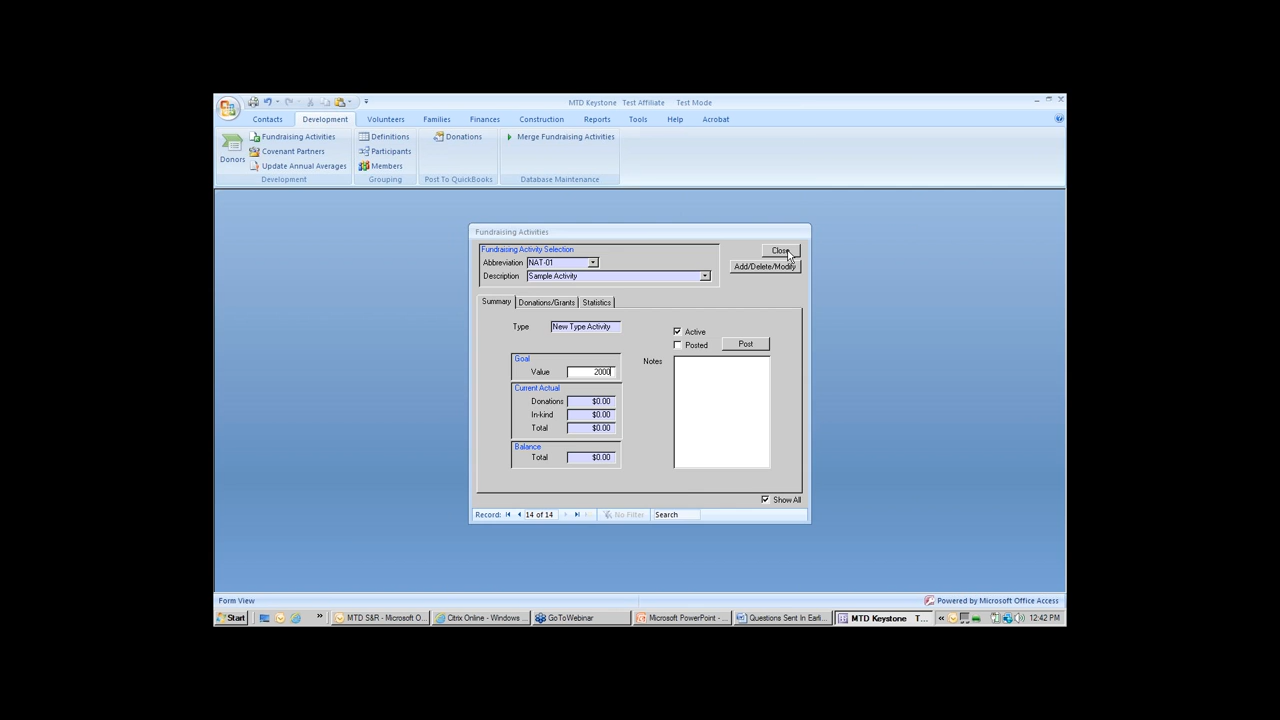 MTD Keystone Test Affiliate Test Mode
Contacts Development Volunteers Families Finances Construction Reports Tools Help Acrobat
Donors
Fundraising Activities
Covenant Partners
Update Annual Averages
Development
Definitions
Participants
Members
Grouping
Donations
Post To QuickBooks
Merge Fundraising Activities
Database Maintenance
Fundraising Activities
Fundraising Activity Selection
Abbreviation NAT-01
Description Sample Activity
Close
Add/Delete/Modify
Summary Donations/Grants Statistics
Type New Type Activity
Active
Posted
Post
Goal
Value 2000
Notes
Current Actual
Donations $0.00
In-kind $0.00
Total $0.00
Balance
Total $0.00
Show All
Record: 14 of 14 No Filter Search
Form View
Powered by Microsoft Office Access
Start » MTD S&R - Microsoft O... Citrix Online - Windows ... GoToWebinar Microsoft PowerPoint - ... Questions Sent In Earli... MTD Keystone T... « 12:42 PM